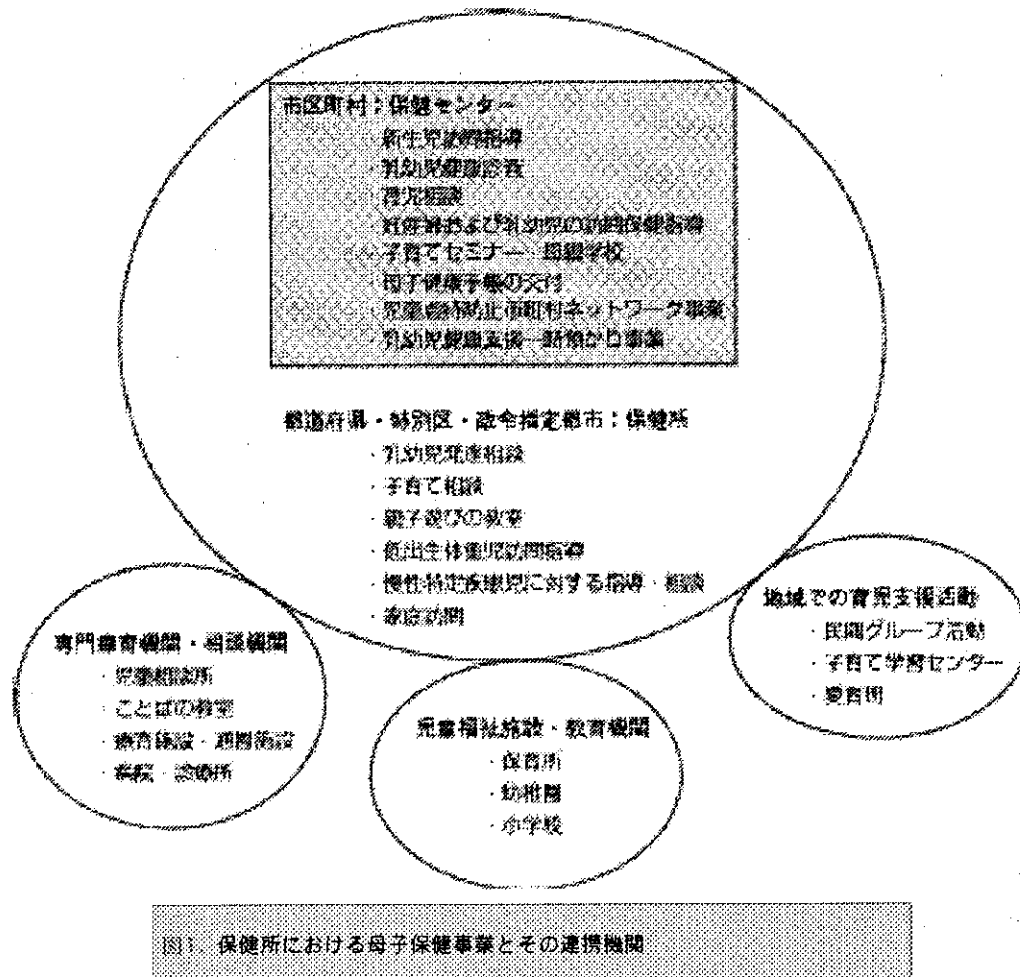 市区町村：保健センター
・新生児訪問指導
・乳幼児健康診査
・育児相談
・妊産婦および乳幼児の訪問保健指導
・子育てセミナー・母親学校
・母子健康手帳の交付
・児童虐待防止市町村ネットワーク事業
・乳幼児健康支援一時預かり事業
都道府県・特別区・政令指定都市：保健所
・乳幼児発達相談
・子育て相談
・親子遊びの教室
・低出生体重児訪問指導
・慢性特定疾患児に対する指導・相談
・家庭訪問
専門療育機関・相談機関
・児童相談所
・ことばの教室
・療育施設・通園施設
・病院・診療所
児童福祉施設・教育機関
・保育所
・幼稚園
・小学校
地域での育児支援活動
・民間グループ活動
・子育て学習センター
・愛育班
図1．保健所における母子保健事業とその連携機関